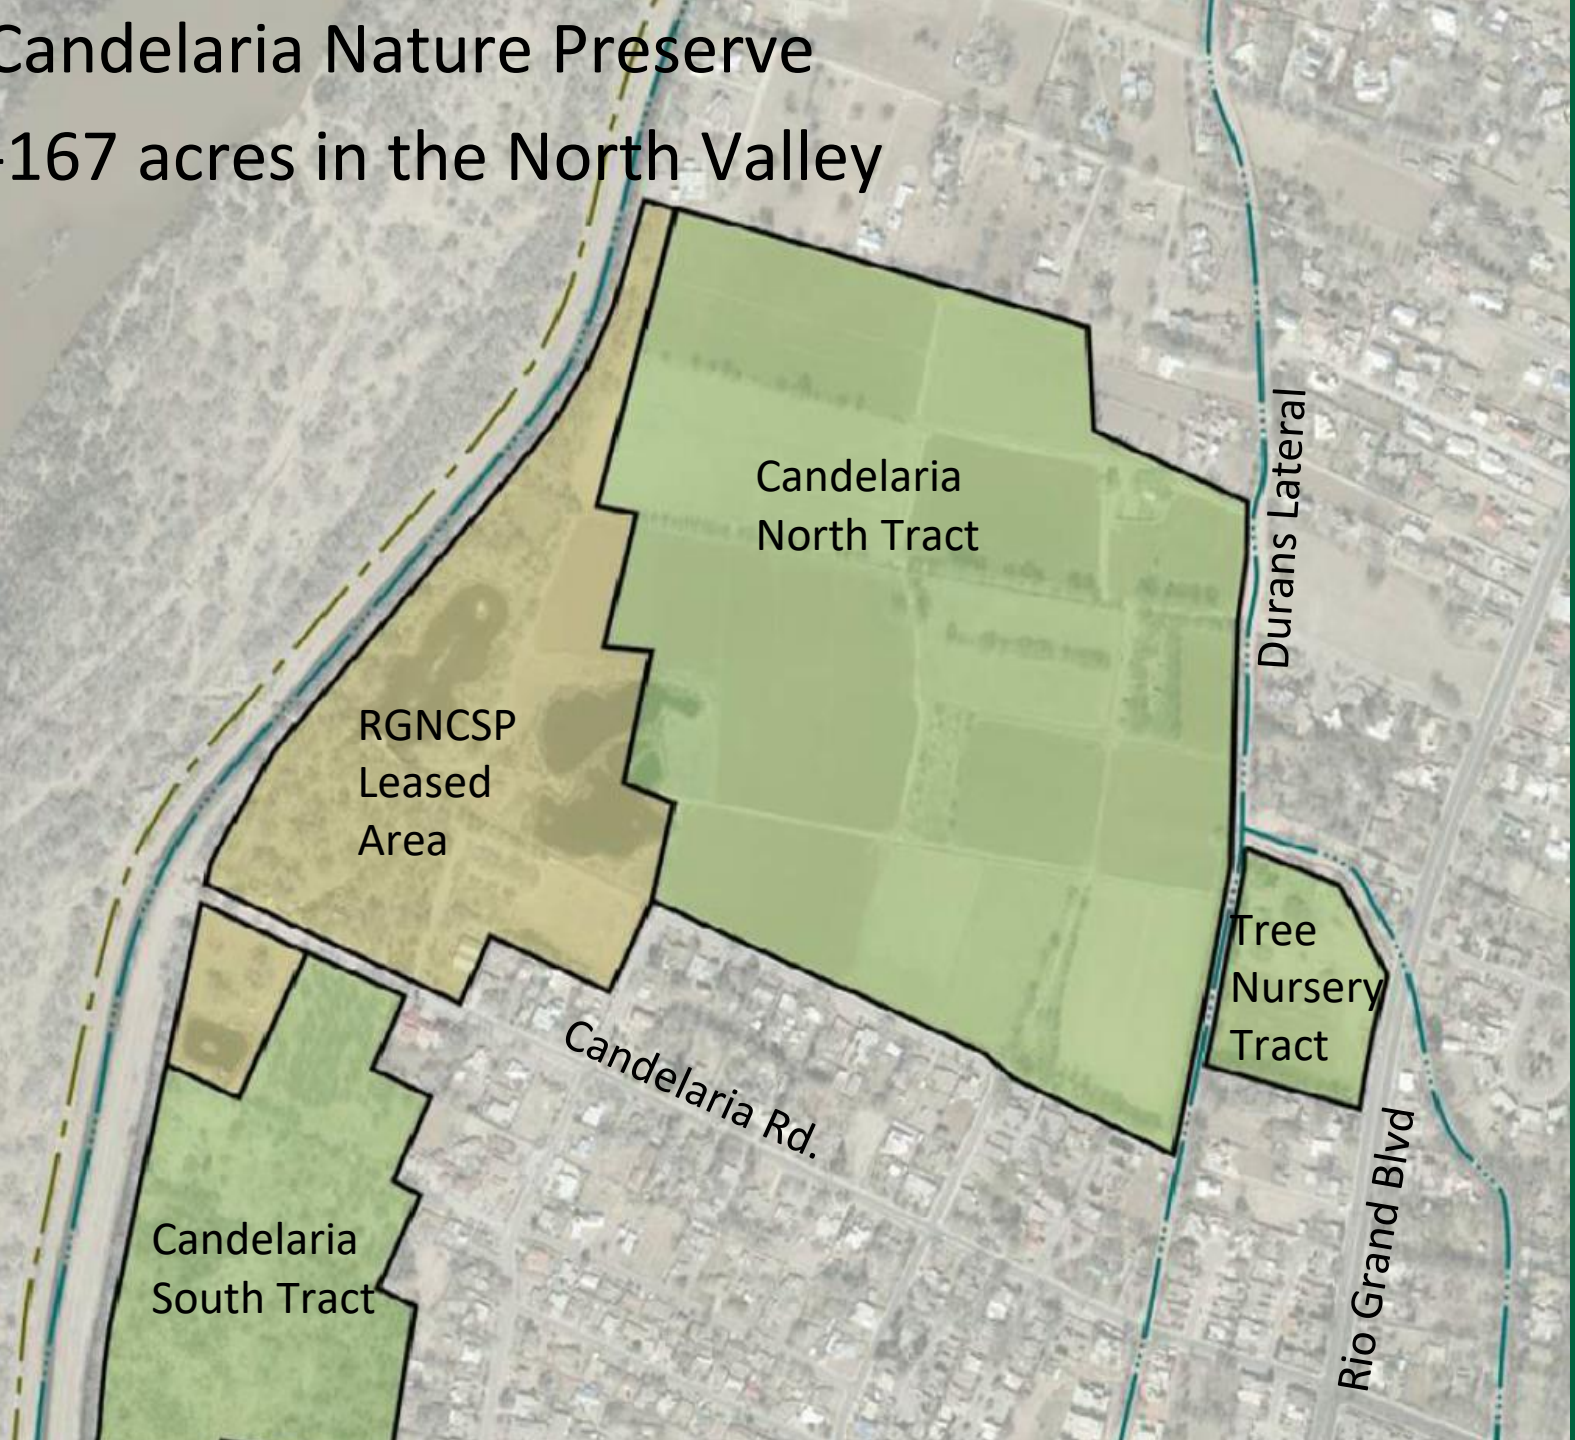 Candelaria Nature Preserve
-167 acres in the North Valley
Candelaria
North Tract
Durans Lateral
RGNCSP
Leased
Area
Tree
Nursery
Tract
Candelaria Rd.
Candelaria
South Tract
Rio Grand Blvd